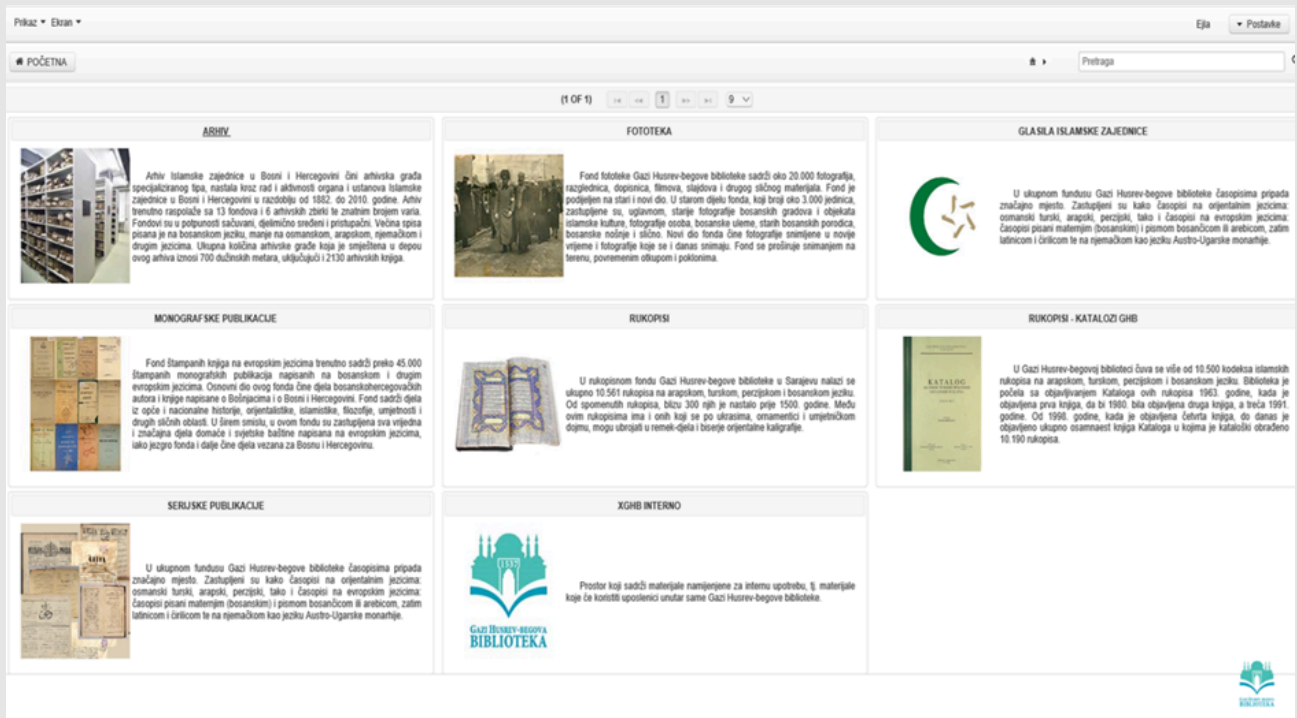 Prikaz Ekran
Ejla
Postavke
POČETNA
Pretraga
(1 OF 1)
1
9
ARHIV
Arhiv Islamske zajednice u Bosni i Hercegovini čini arhivska građa
specijaliziranog tipa, nastala kroz rad i aktivnosti organa i ustanova Islamske
zajednice u Bosni i Hercegovini u razdoblju od 1882. do 2010. godine. Arhiv
trenutno raspolaže sa 13 fondova i 6 arhivskih zbirki te znatnim brojem varia.
Fondovi su u potpunosti sačuvani, djelimično sređeni i pristupačni. Većina spisa
pisana je na bosanskom jeziku, manje na osmanskom, arapskom, njemačkom i
drugim jezicima. Ukupna količina arhivske građe koja je smještena u depou
ovog arhiva iznosi 700 dužinskih metara, uključujući i 2130 arhivskih knjiga.
FOTOTEKA
Fond fototeke Gazi Husrev-begove biblioteke sadrži oko 20.000 fotografija,
razglednica, dopisnica, filmova, slajdova i drugog sličnog materijala. Fond je
podijeljen na stari i novi dio. U starom dijelu fonda, koji broji oko 3.000 jedinica,
zastupljene su, uglavnom, starije fotografije bosanskih gradova i objekata
islamske kulture, fotografije osoba, bosanske uleme, starih bosanskih porodica,
bosanske nošnje i slično. Novi dio fonda čine fotografije snimljene u novije
vrijeme i fotografije koje se i danas snimaju. Fond se proširuje snimanjem na
terenu, povremenim otkupom i poklonima.
GLASILA ISLAMSKE ZAJEDNICE
U ukupnom fundusu Gazi Husrev-begove biblioteke časopisima pripada
značajno mjesto. Zastupljeni su kako časopisi na orijentalnim jezicima:
osmanski turski, arapski, perzijski, tako i časopisi na evropskim jezicima:
časopisi pisani maternjim (bosanskim) i pismom bosančicom ili arebicom, zatim
latinicom i ćirilicom te na njemačkom kao jeziku Austro-Ugarske monarhije.
MONOGRAFSKE PUBLIKACIJE
Fond štampanih knjiga na evropskim jezicima trenutno sadrži preko 45.000
štampanih monografskih publikacija napisanih na bosanskom i drugim
evropskim jezicima. Osnovni dio ovog fonda čine djela bosanskohercegovačkih
autora i knjige napisane o Bošnjacima i o Bosni i Hercegovini. Fond sadrži djela
iz opće i nacionalne historije, orijentalistike, islamistike, filozofije, umjetnosti i
drugih sličnih oblasti. U širem smislu, u ovom fondu su zastupljena sva vrijedna
i značajna djela domaće i svjetske baštine napisana na evropskim jezicima,
iako jezgro fonda i dalje čine djela vezana za Bosnu i Hercegovinu.
RUKOPISI
U rukopisnom fondu Gazi Husrev-begove biblioteke u Sarajevu nalazi se
ukupno 10.561 rukopisa na arapskom, turskom, perzijskom i bosanskom jeziku.
Od spomenutih rukopisa, blizu 300 njih je nastalo prije 1500. godine. Među
ovim rukopisima ima i onih koji se po ukrasima, ornamentici i umjetničkom
dojmu, mogu ubrojati u remek-djela i biserje orijentalne kaligrafije.
RUKOPISI - KATALOZI GHB
KATALOG
U Gazi Husrev-begovoj biblioteci čuva se više od 10.500 kodeksa islamskih
rukopisa na arapskom, turskom, perzijskom i bosanskom jeziku. Biblioteka je
počela sa objavljivanjem Kataloga ovih rukopisa 1963. godine, kada je
objavljena prva knjiga, da bi 1980. bila objavljena druga knjiga, a treća 1991.
godine. Od 1998. godine, kada je objavljena četvrta knjiga, do danas je
objavljeno ukupno osamnaest knjiga Kataloga u kojima je kataloški obrađeno
10.190 rukopisa.
SERIJSKE PUBLIKACIJE
U ukupnom fundusu Gazi Husrev-begove biblioteke časopisima pripada
značajno mjesto. Zastupljeni su kako časopisi na orijentalnim jezicima:
osmanski turski, arapski, perzijski, tako i časopisi na evropskim jezicima:
časopisi pisani maternjim (bosanskim) i pismom bosančicom ili arebicom, zatim
latinicom i ćirilicom te na njemačkom kao jeziku Austro-Ugarske monarhije.
XGHB INTERNO
1537
GAZI HUSREV-BEGOVA
BIBLIOTEKA
Prostor koji sadrži materijale namijenjene za internu upotrebu, tj. materijale
koje će koristiti uposlenici unutar same Gazi Husrev-begove biblioteke.
GAZI HUSREV-BEGOVA
BIBLIOTEKA